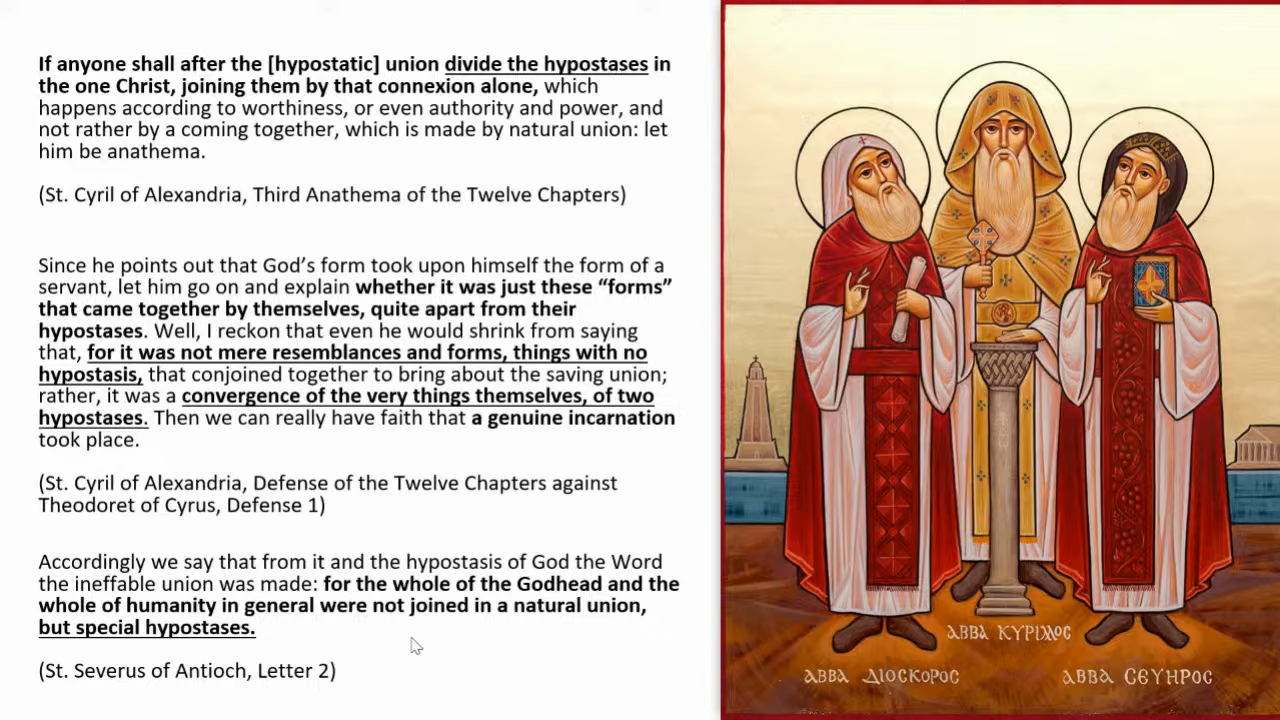 If anyone shall after the [hypostatic] union divide the hypostases in
the one Christ, joining them by that connexion alone, which
happens according to worthiness, or even authority and power, and
not rather by a coming together, which is made by natural union: let
him be anathema.
(St. Cyril of Alexandria, Third Anathema of the Twelve Chapters)
Since he points out that God’s form took upon himself the form of a
servant, let him go on and explain whether it was just these “forms”
that came together by themselves, quite apart from their
hypostases. Well, I reckon that even he would shrink from saying
that, for it was not mere resemblances and forms, things with no
hypostasis, that conjoined together to bring about the saving union;
rather, it was a convergence of the very things themselves, of two
hypostases. Then we can really have faith that a genuine incarnation
took place.
(St. Cyril of Alexandria, Defense of the Twelve Chapters against
Theodoret of Cyrus, Defense 1)
Accordingly we say that from it and the hypostasis of God the Word
the ineffable union was made: for the whole of the Godhead and the
whole of humanity in general were not joined in a natural union,
but special hypostases.
(St. Severus of Antioch, Letter 2)
ⲀⲂⲂⲀ ⲔⲨⲢⲒⲖⲖⲞⲤ
ⲀⲂⲂⲀ ⲆⲒⲞⲤⲔⲞⲢⲞⲤ
ⲀⲂⲂⲀ ⲤⲈⲨⲎⲢⲞⲤ